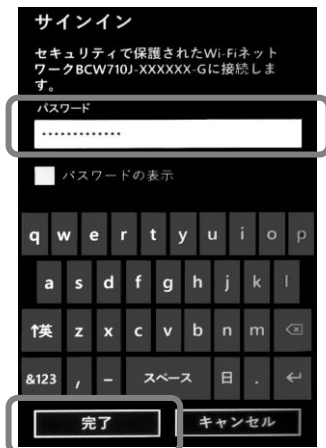 サインイン
セキュリティで保護されたWi-Fiネット
ワークBCW710J-XXXXXX-Gに接続しま
す。
パスワード
•••••••••••••
パスワードの表示
q w e r t y u i o p
a s d f g h j k l
↑英 z x c v b n m ⌫
&123 , – スペース 日 . ↵
完了 キャンセル